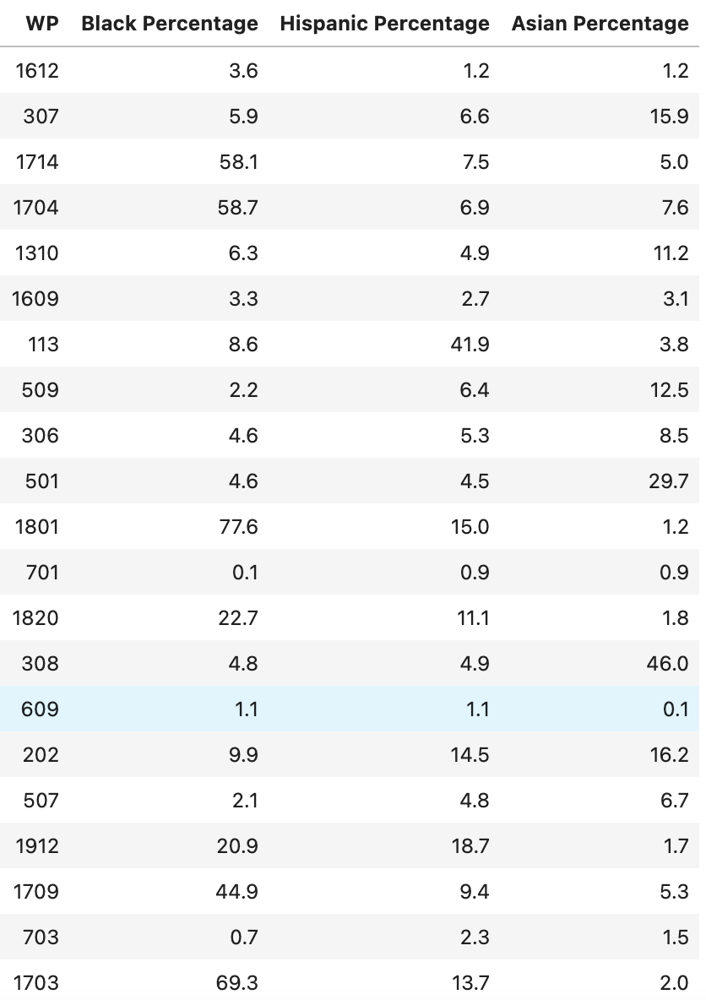 WP Black Percentage Hispanic Percentage Asian Percentage
1612 3.6 1.2 1.2
307 5.9 6.6 15.9
1714 58.1 7.5 5.0
1704 58.7 6.9 7.6
1310 6.3 4.9 11.2
1609 3.3 2.7 3.1
113 8.6 41.9 3.8
509 2.2 6.4 12.5
306 4.6 5.3 8.5
501 4.6 4.5 29.7
1801 77.6 15.0 1.2
701 0.1 0.9 0.9
1820 22.7 11.1 1.8
308 4.8 4.9 46.0
609 1.1 1.1 0.1
202 9.9 14.5 16.2
507 2.1 4.8 6.7
1912 20.9 18.7 1.7
1709 44.9 9.4 5.3
703 0.7 2.3 1.5
1703 69.3 13.7 2.0